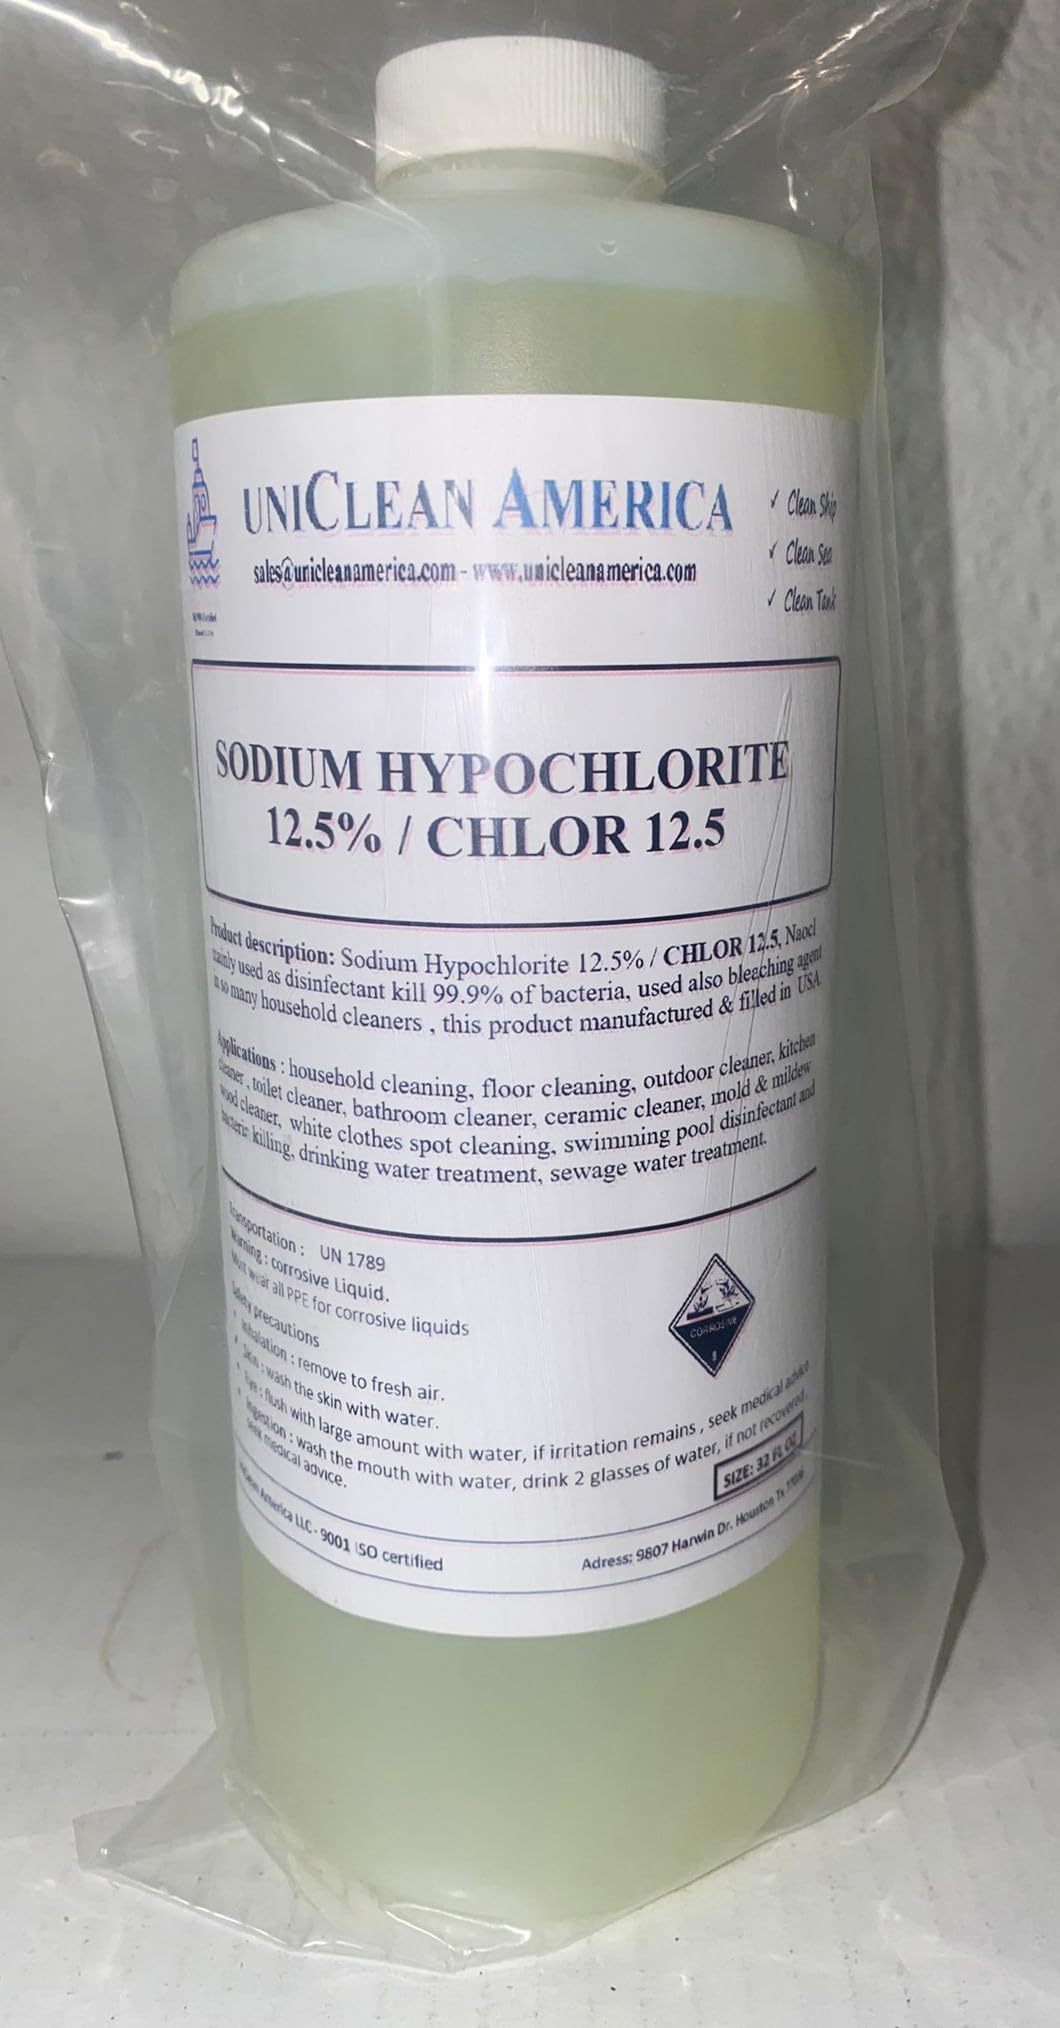 UNICLEAN AMERICA
sales@unicleanamerica.com - www.unicleanamerica.com
✓ Clean Ship
✓ Clean Sea
✓ Clean Tank
SODIUM HYPOCHLORITE
12.5% / CHLOR 12.5
Product description: Sodium Hypochlorite 12.5% / CHLOR 12.5, Naocl
mainly used as disinfectant kill 99.9% of bacteria, used also bleaching agent
in so many household cleaners , this product manufactured & filled in USA
Applications : household cleaning, floor cleaning, outdoor cleaner, kitchen
cleaner , toilet cleaner, bathroom cleaner, ceramic cleaner, mold & mildew
wood cleaner, white clothes spot cleaning, swimming pool disinfectant and
killing, drinking water treatment, sewage water treatment.
Transportation : UN 1789
Warning : corrosive Liquid.
Must wear all PPE for corrosive liquids
Safety precautions
• Inhalation : remove to fresh air.
• Skin : wash the skin with water.
• Eye : flush with large amount with water, if irritation remains , seek medical advice
• Ingestion : wash the mouth with water, drink 2 glasses of water, if not recovered,
seek medical advice.
CORROSIVE
8
SIZE: 32 FL OZ
America LLC - 9001 ISO certified
Adress: 9807 Harwin Dr. Houston Tx